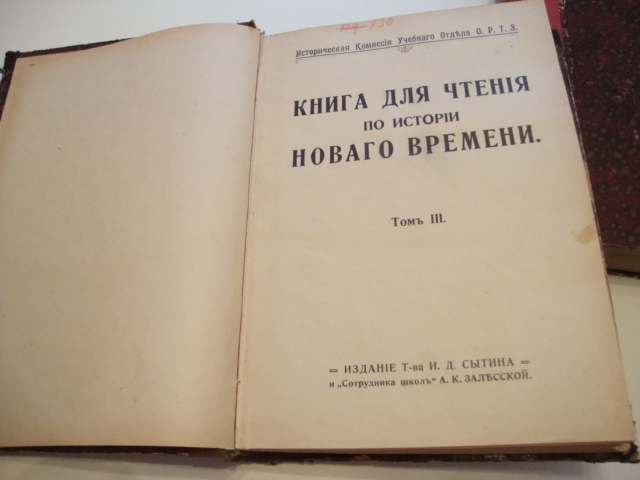 Историческая Комиссія Учебнаго Отдѣла О. Р. Т. З.
КНИГА ДЛЯ ЧТЕНІЯ
ПО ИСТОРІИ
НОВАГО ВРЕМЕНИ.
Томъ III.
= ИЗДАНІЕ Т-ва И. Д. СЫТИНА =
и „Сотрудника школъ" А. К. ЗАЛѢССКОЙ.